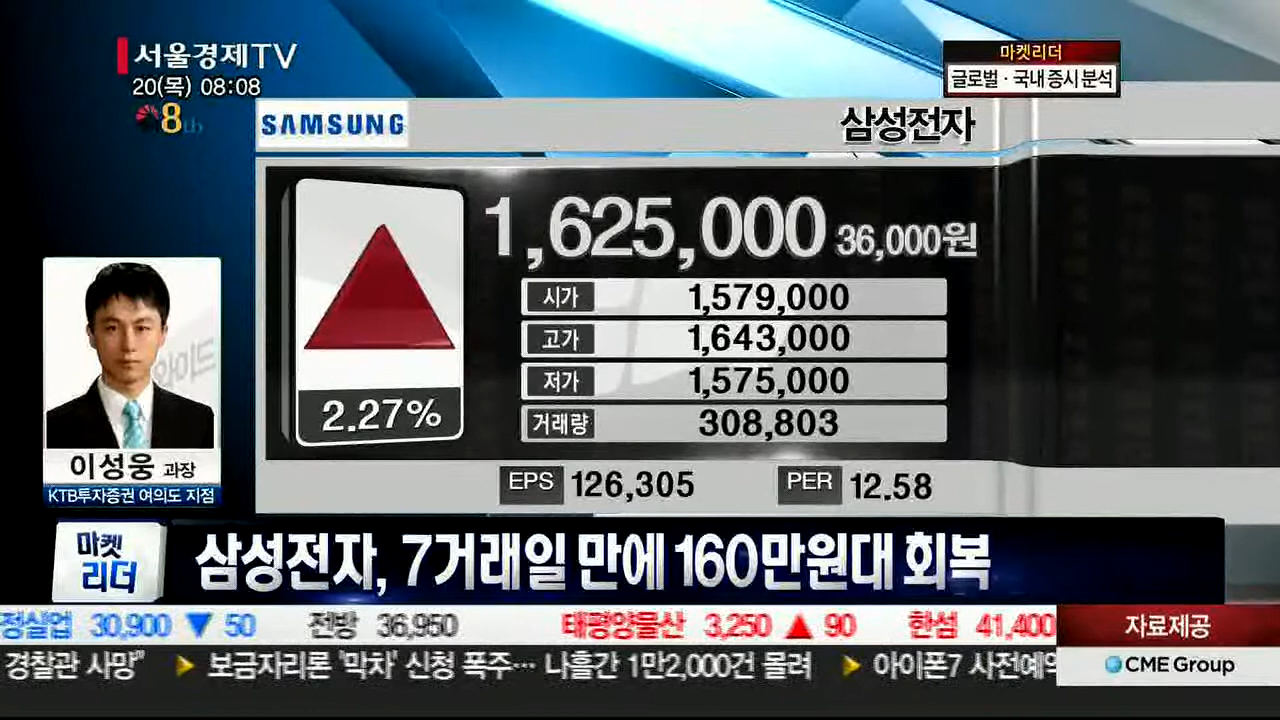 서울경제TV
20(목) 08:08
8th
마켓리더
글로벌·국내 증시 분석
SAMSUNG
삼성전자
1,625,000 36,000원
2.27%
시가 1,579,000
고가 1,643,000
저가 1,575,000
거래량 308,803
EPS 126,305 PER 12.58
와이드
이성웅 과장
KTB투자증권 여의도 지점
마켓
리더
삼성전자, 7거래일 만에 160만원대 회복
정실업 30,900 ▼ 50 전방 36,950 태평양물산 3,250 ▲ 90 한섬 41,400
자료제공
경찰관 사망" ▶ 보금자리론 '막차' 신청 폭주… 나흘간 1만2,000건 몰려 ▶ 아이폰7 사전예약
CME Group